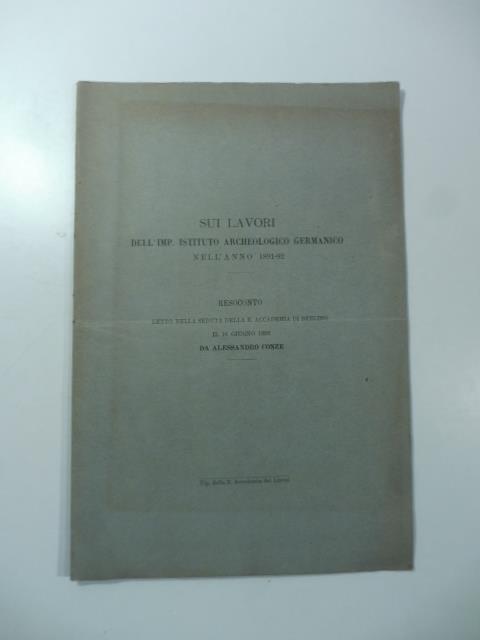 SUI LAVORI
DELL'IMP. ISTITUTO ARCHEOLOGICO GERMANICO
NELL'ANNO 1891-92
RESOCONTO
LETTO NELLA SEDUTA DELLA R. ACCADEMIA DI BERLINO
IL 16 GIUGNO 1892
DA ALESSANDRO CONZE
Tip. della R. Accademia dei Lincei